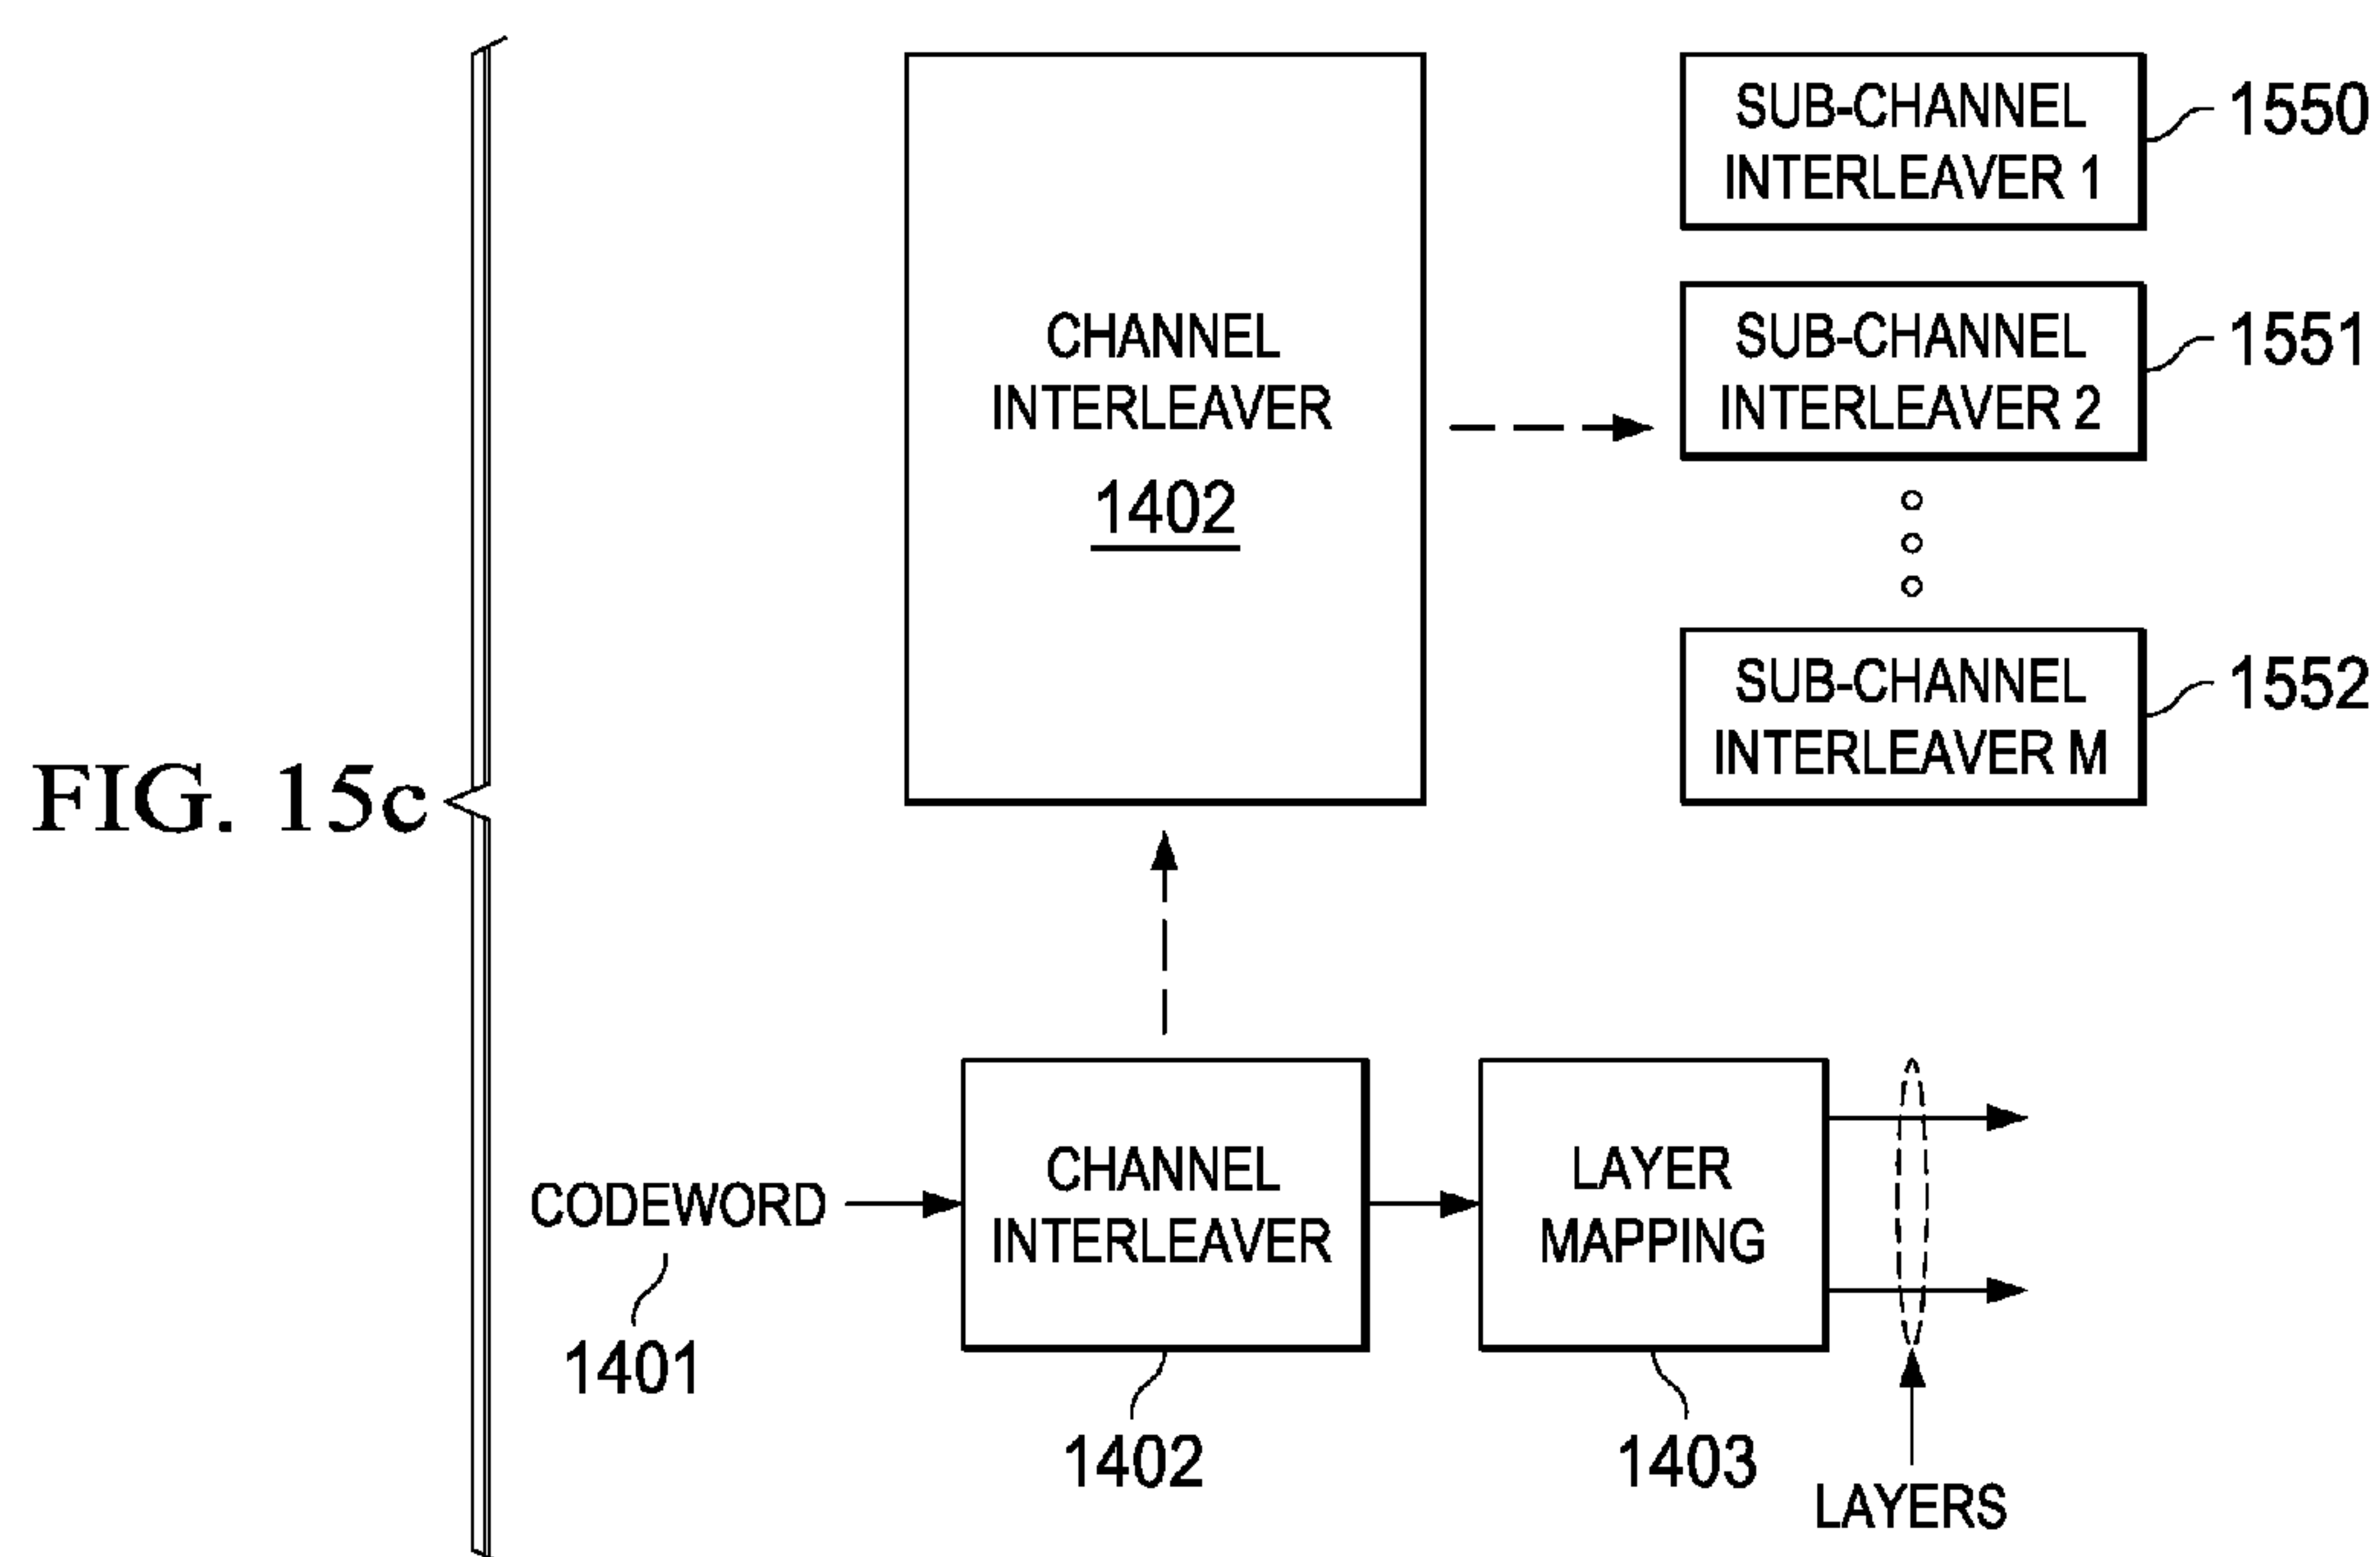 SUB-CHANNEL
INTERLEAVER 1
1550
CHANNEL
INTERLEAVER
1402
SUB-CHANNEL
INTERLEAVER 2
1551
SUB-CHANNEL
INTERLEAVER M
1552
FIG. 15c
CODEWORD
1401
CHANNEL
INTERLEAVER
1402
LAYER
MAPPING
1403
LAYERS